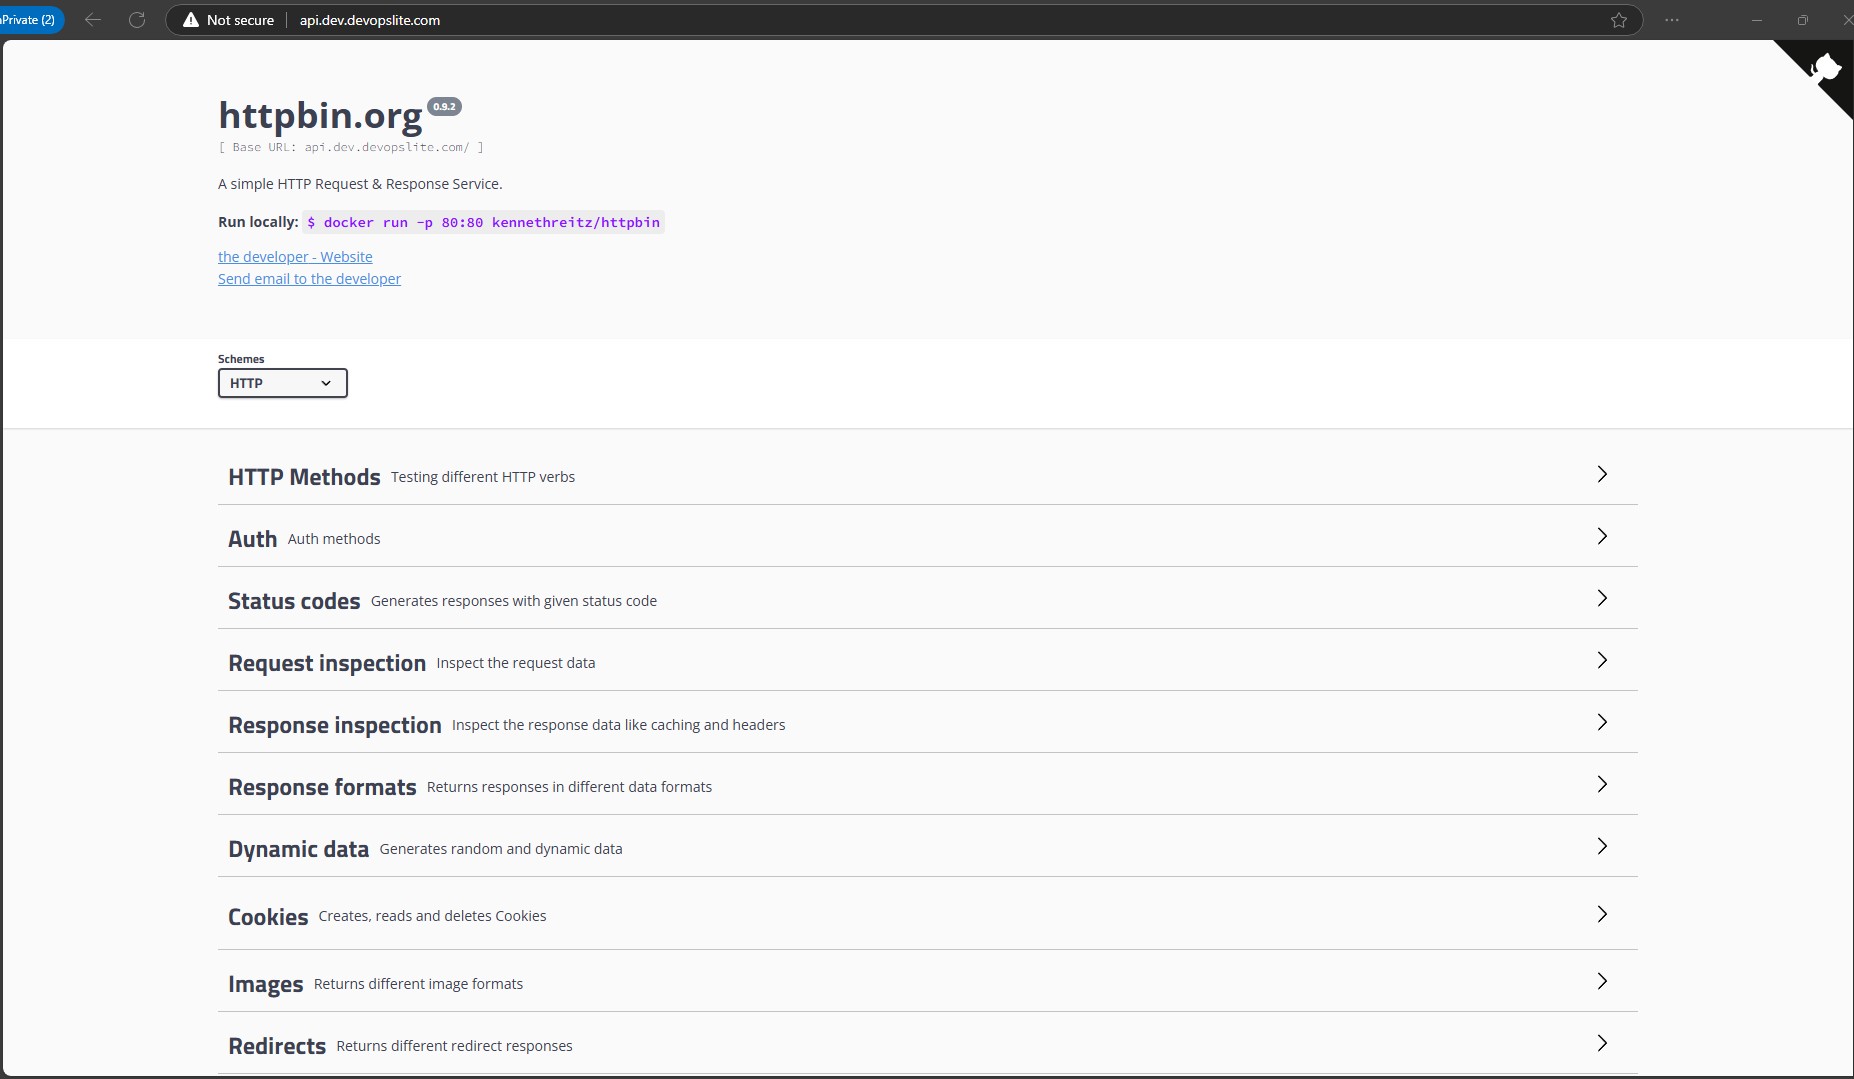 Private (2)
Not secure
api.dev.devopslite.com
httpbin.org 0.9.2
[ Base URL: api.dev.devopslite.com/ ]
A simple HTTP Request & Response Service.
Run locally: $ docker run -p 80:80 kennethreitz/httpbin
the developer - Website
Send email to the developer
Schemes
HTTP
HTTP Methods Testing different HTTP verbs
Auth Auth methods
Status codes Generates responses with given status code
Request inspection Inspect the request data
Response inspection Inspect the response data like caching and headers
Response formats Returns responses in different data formats
Dynamic data Generates random and dynamic data
Cookies Creates, reads and deletes Cookies
Images Returns different image formats
Redirects Returns different redirect responses